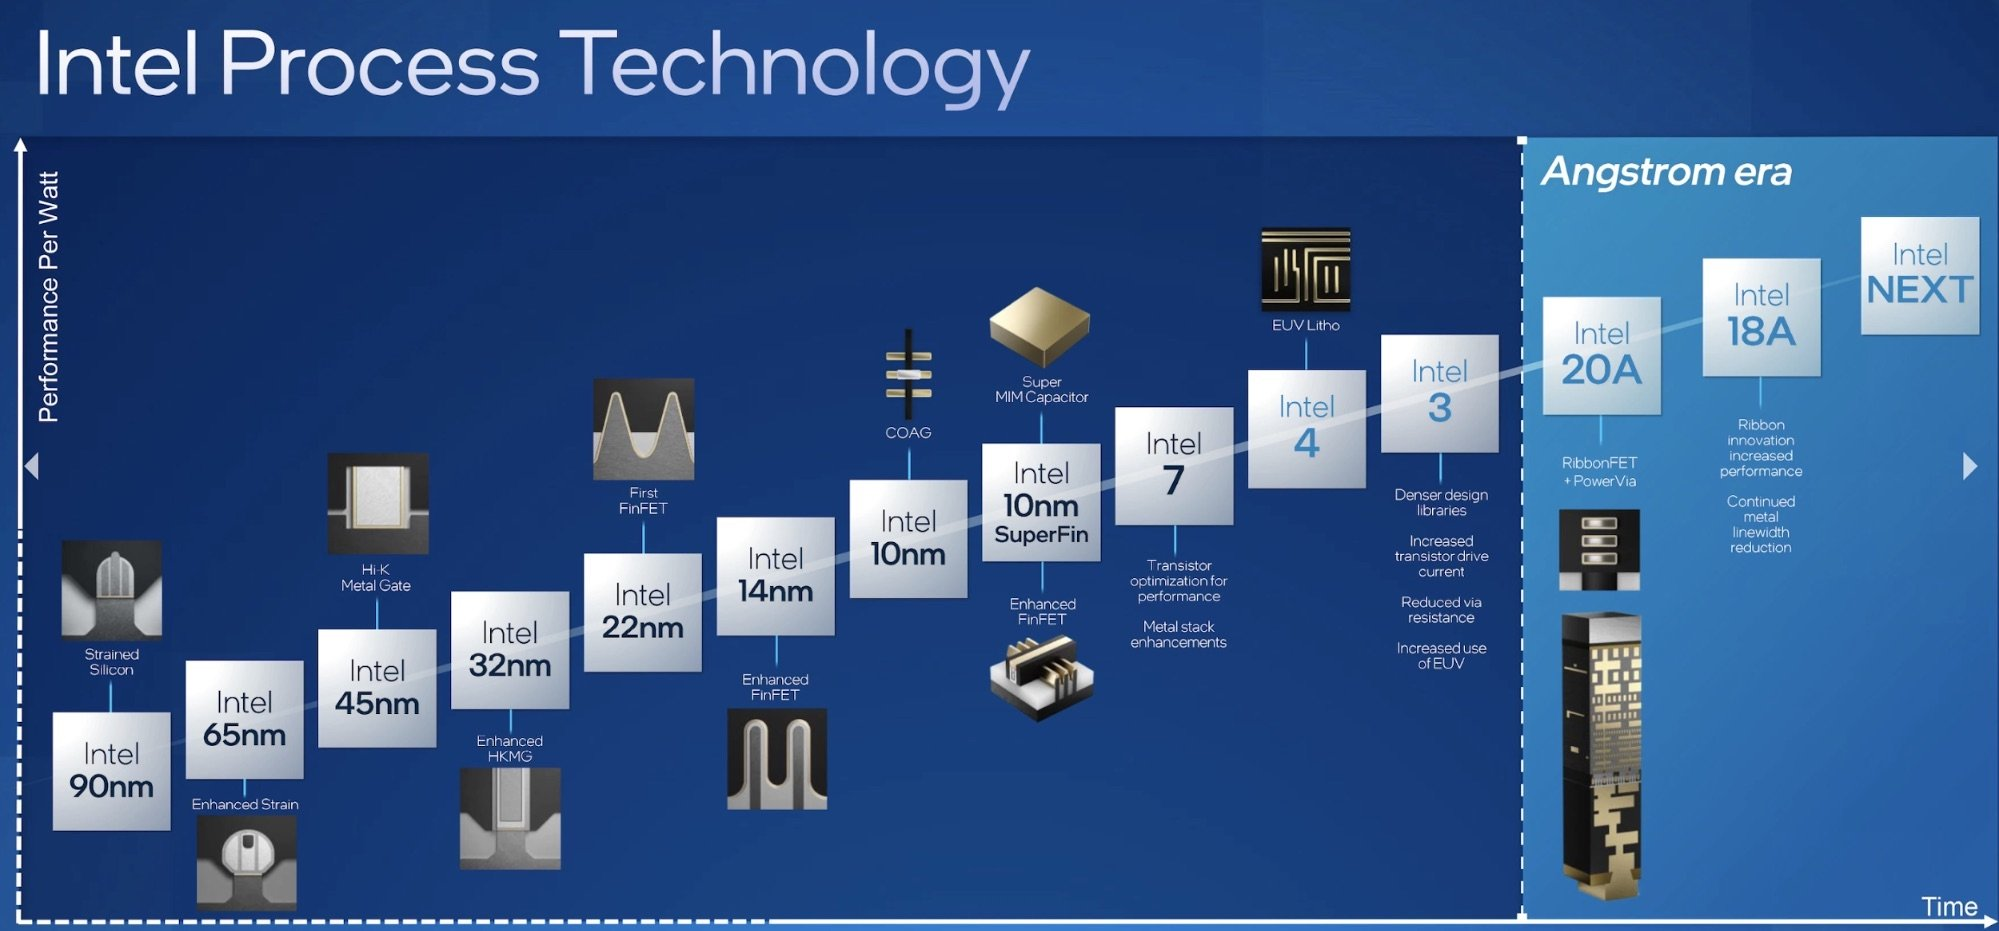 Intel Process Technology
Performance Per Watt
Angstrom era
Strained
Silicon
Intel
90nm
Intel
65nm
Enhanced Strain
Hi-K
Metal Gate
Intel
45nm
Intel
32nm
Enhanced
HKMG
First
FinFET
Intel
22nm
Intel
14nm
Enhanced
FinFET
COAG
Intel
10nm
Super
MIM Capacitor
Intel
10nm
SuperFin
Enhanced
FinFET
Intel
7
Transistor
optimization for
performance
Metal stack
enhancements
EUV Litho
Intel
4
Intel
3
Denser design
libraries
Increased
transistor drive
current
Reduced via
resistance
Increased use
of EUV
Intel
20A
RibbonFET
+ PowerVia
Intel
18A
Ribbon
innovation
increased
performance
Continued
metal
linewidth
reduction
Intel
NEXT
Time